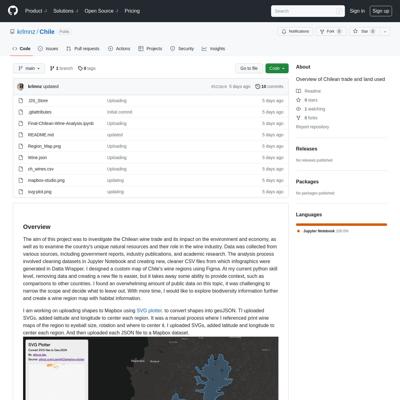 Product Solutions Open Source Pricing
Search
Sign in Sign up
krlmnz / Chile Public
Notifications Fork 0 Star 0
Code Issues Pull requests Actions Projects Security Insights
main 1 branch 0 tags
Go to file Code
krlmnz updated 5 days ago 10 commits
.DS_Store Uploading 5 days ago
.gitattributes Initial commit 5 days ago
Final-Chilean-Wine-Analysis.ipynb Uploading 5 days ago
README.md updated 5 days ago
Region_Map.png Uploading 5 days ago
Wine.json Uploading 5 days ago
ch_wines.csv Uploading 5 days ago
mapbox-studio.png updating 5 days ago
svg-plot.png updating 5 days ago
About
Overview of Chilean trade and land used
Readme
0 stars
1 watching
0 forks
Report repository
Releases
No releases published
Packages
No packages published
Languages
Jupyter Notebook 100.0%
Overview
The aim of this project was to investigate the Chilean wine trade and its impact on the environment and economy, as
well as to examine the country's unique natural resources and their role in the wine industry. Data was collected from
various sources, including government reports, industry publications, and academic research. The analysis process
involved cleaning datasets in Jupyter Notebook and creating new, cleaner CSV files from which infographics were
generated in Data Wrapper. I designed a custom map of Chile's wine regions using Figma. At my current python skill
level, removing data and creating a new file is easier, but it takes away some ability to provide context, such as
comparisons to other countries. I found an overwhelming amount of public data on this topic, it was challenging to
narrow the scope and decide what to leave out. With more time, I would like to explore biodiversity information further
and create a wine region map with habitat information.
I am working on uploading shapes to Mapbox using SVG plotter. to convert shapes into geoJSON. TI uploaded
SVGs, added latitude and longitude to center each region. It was a manual process where I referenced print wine
maps of the region to eyeball size, rotation and where to center it. I uploaded SVGs, added latitude and longitude to
center each region. And then uploaded each JSON file to a Mapbox dataset.
SVG Plotter
Convert SVG files to GeoJSON